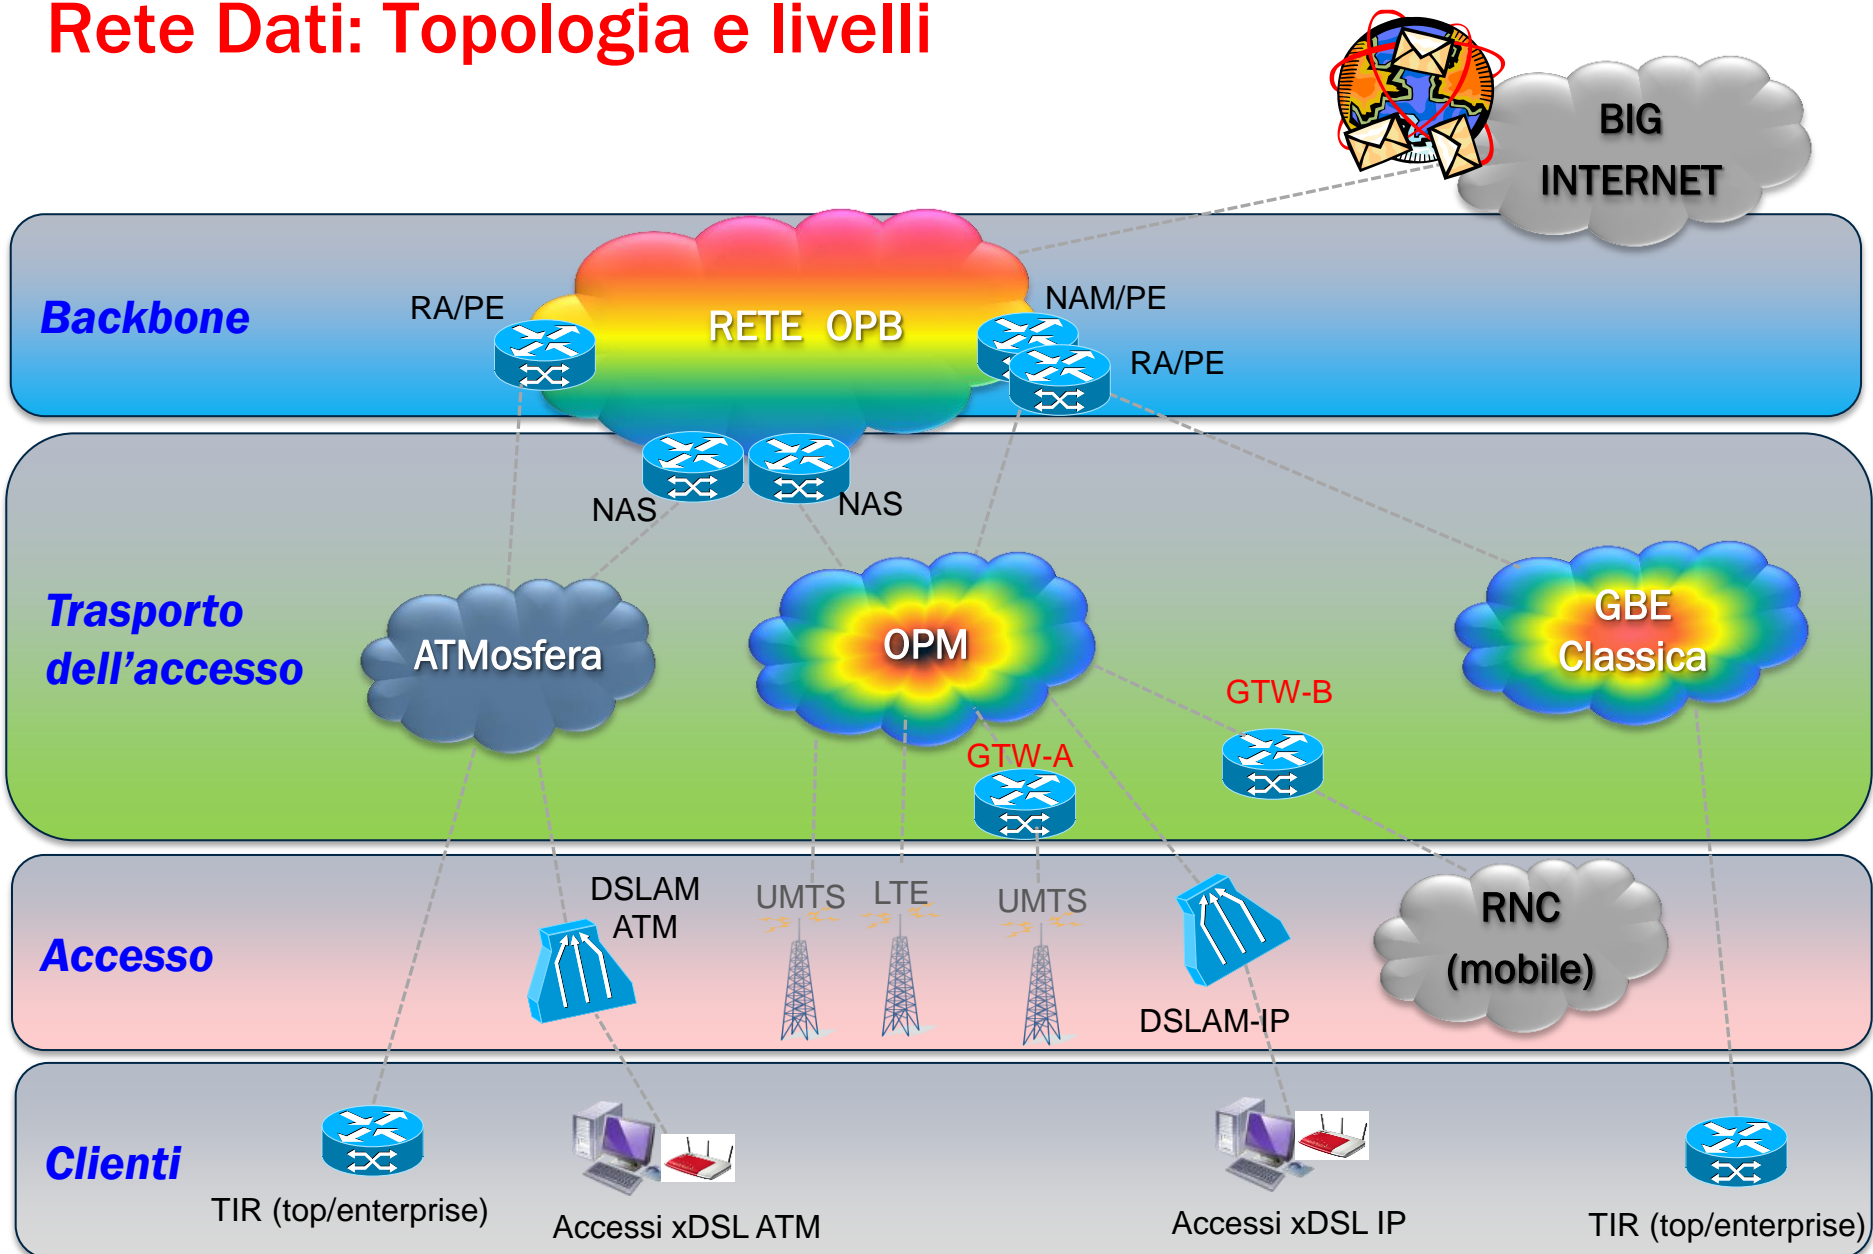 Rete Dati: Topologia e livelli
BIG
INTERNET
Backbone
RA/PE
RETE OPB
NAM/PE
RA/PE
NAS
NAS
Trasporto
dell’accesso
ATMosfera
OPM
GBE
Classica
GTW-B
GTW-A
Accesso
DSLAM
ATM
UMTS
LTE
UMTS
DSLAM-IP
RNC
(mobile)
Clienti
TIR (top/enterprise)
Accessi xDSL ATM
Accessi xDSL IP
TIR (top/enterprise)